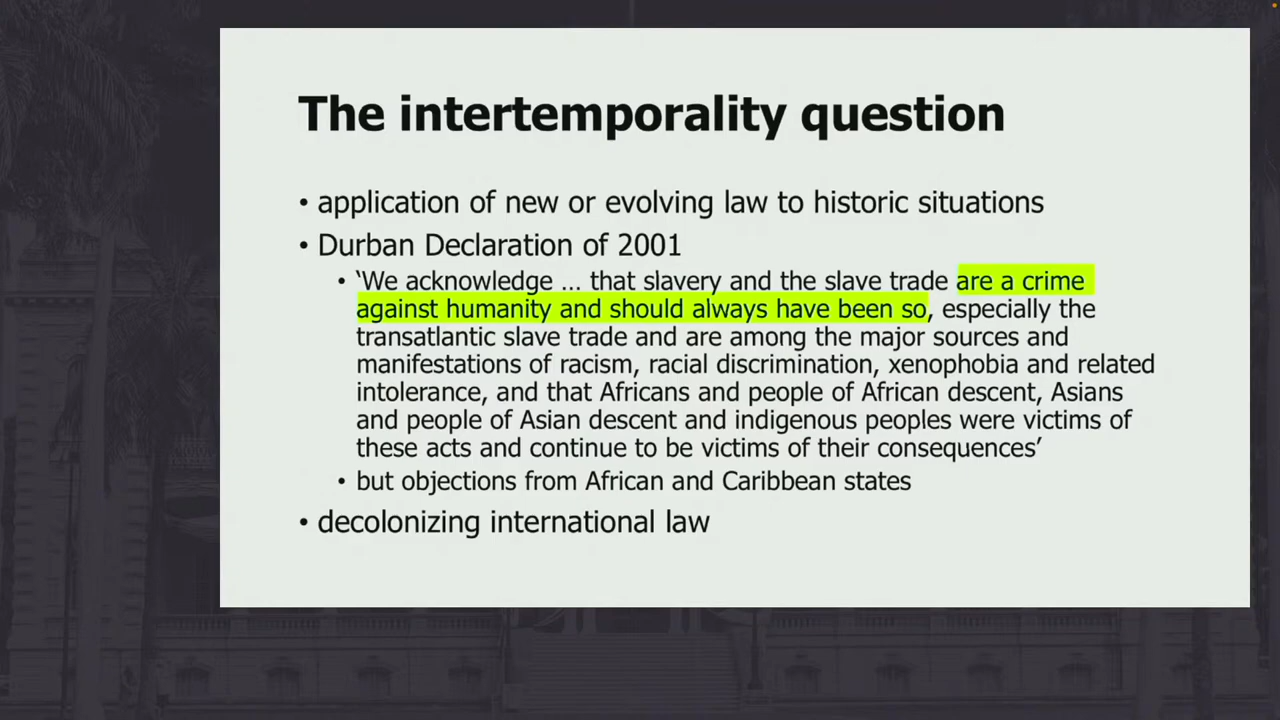 The intertemporality question
• application of new or evolving law to historic situations
• Durban Declaration of 2001
• ‘We acknowledge … that slavery and the slave trade are a crime
against humanity and should always have been so, especially the
transatlantic slave trade and are among the major sources and
manifestations of racism, racial discrimination, xenophobia and related
intolerance, and that Africans and people of African descent, Asians
and people of Asian descent and indigenous peoples were victims of
these acts and continue to be victims of their consequences’
• but objections from African and Caribbean states
• decolonizing international law